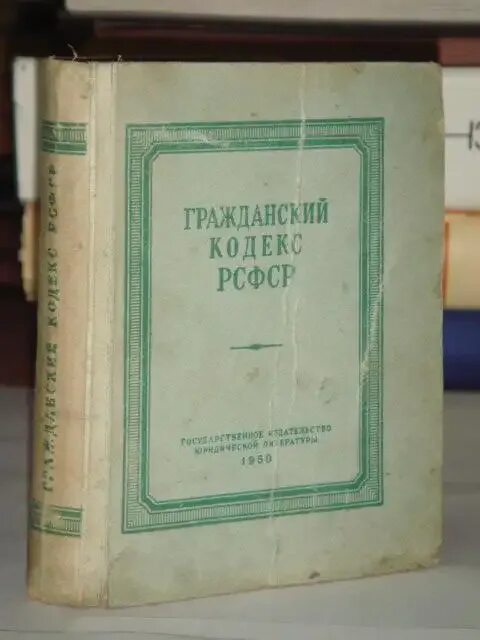 ГРАЖДАНСКИЙ КОДЕКС РСФСР
ГРАЖДАНСКИЙ
КОДЕКС
РСФСР
ГОСУДАРСТВЕННОЕ ИЗДАТЕЛЬСТВО
ЮРИДИЧЕСКОЙ ЛИТЕРАТУРЫ
1950